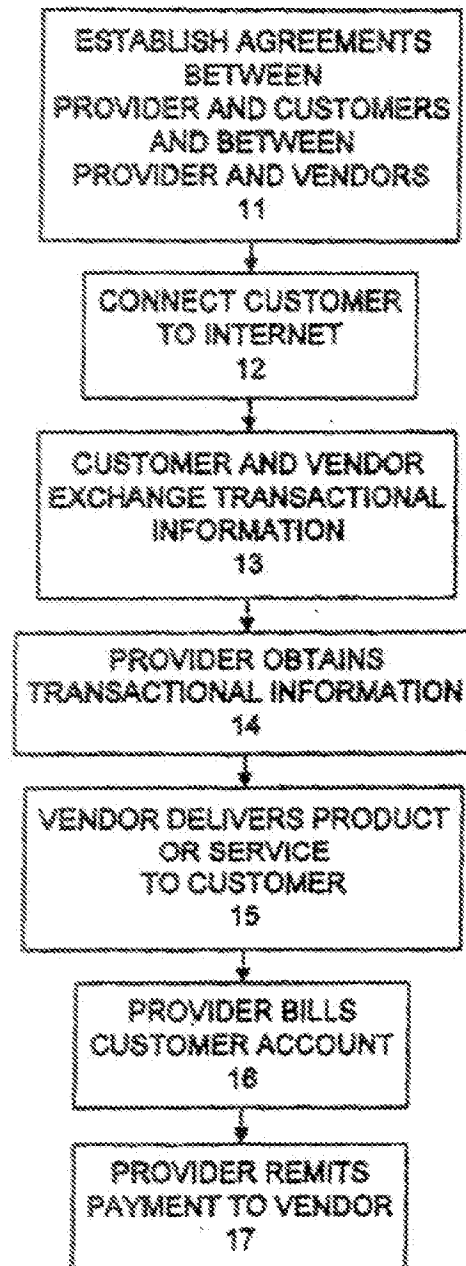 ESTABLISH AGREEMENTS
BETWEEN
PROVIDER AND CUSTOMERS
AND BETWEEN
PROVIDER AND VENDORS
11
CONNECT CUSTOMER
TO INTERNET
12
CUSTOMER AND VENDOR
EXCHANGE TRANSACTIONAL
INFORMATION
13
PROVIDER OBTAINS
TRANSACTIONAL INFORMATION
14
VENDOR DELIVERS PRODUCT
OR SERVICE
TO CUSTOMER
15
PROVIDER BILLS
CUSTOMER ACCOUNT
16
PROVIDER REMITS
PAYMENT TO VENDOR
17